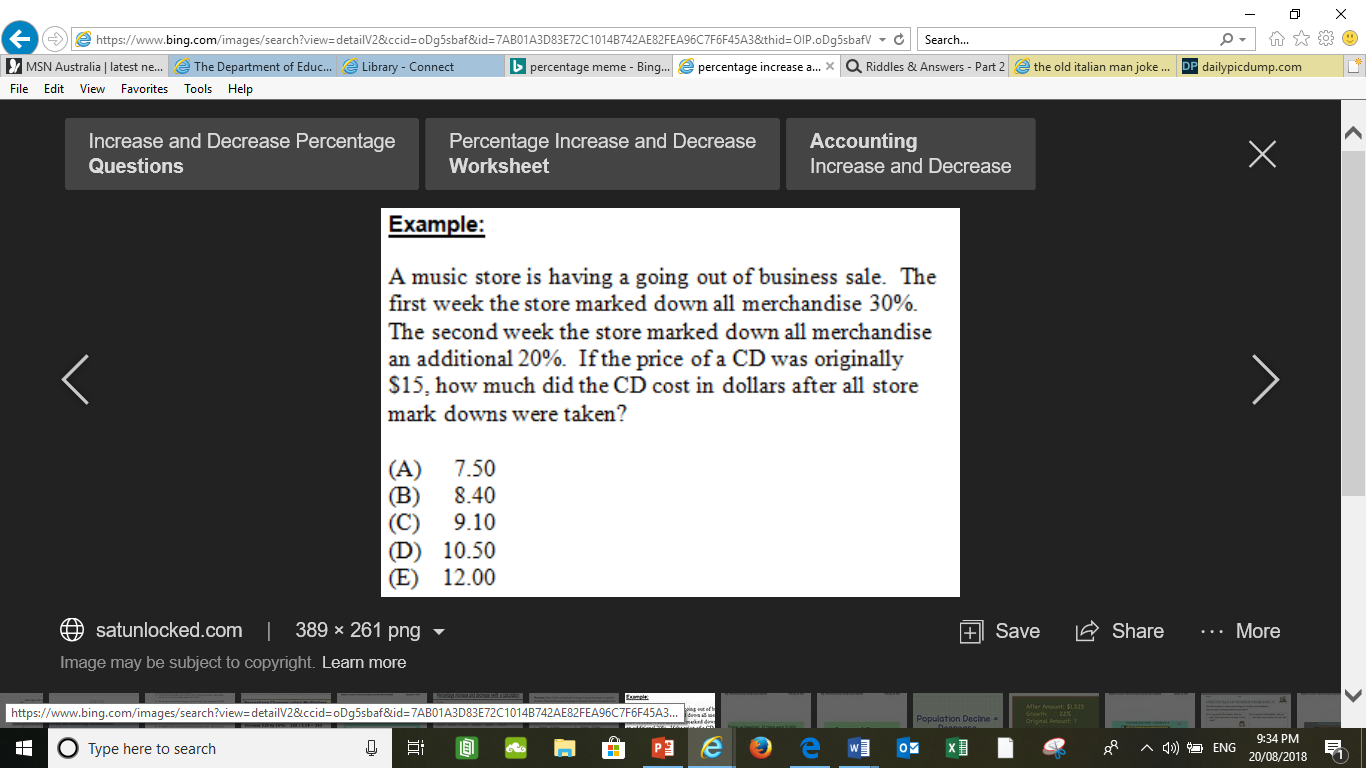 https://www.bing.com/images/search?view=detailV2&ccid=oDg5sbaf&id=7AB01A3D83E72C1014B742AE82FEA96C7F6F45A3&thid=OIP.oDg5sbafV
Search...
MSN Australia | latest ne...
The Department of Educ...
Library - Connect
percentage meme - Bing...
percentage increase a...
Riddles & Answers - Part 2
the old italian man joke ...
DP dailypicdump.com
File Edit View Favorites Tools Help
Increase and Decrease Percentage
Questions
Percentage Increase and Decrease
Worksheet
Accounting
Increase and Decrease
Example:
A music store is having a going out of business sale. The
first week the store marked down all merchandise 30%.
The second week the store marked down all merchandise
an additional 20%. If the price of a CD was originally
$15, how much did the CD cost in dollars after all store
mark downs were taken?
(A) 7.50
(B) 8.40
(C) 9.10
(D) 10.50
(E) 12.00
satunlocked.com | 389 × 261 png
Save
Share
More
Image may be subject to copyright. Learn more
Example:
https://www.bing.com/images/search?view=detailV2&ccid=oDg5sbaf&id=7AB01A3D83E72C1014B742AE82FEA96C7F6F45A3...
Population Decline =
Type here to search
ENG
9:34 PM
20/08/2018
1